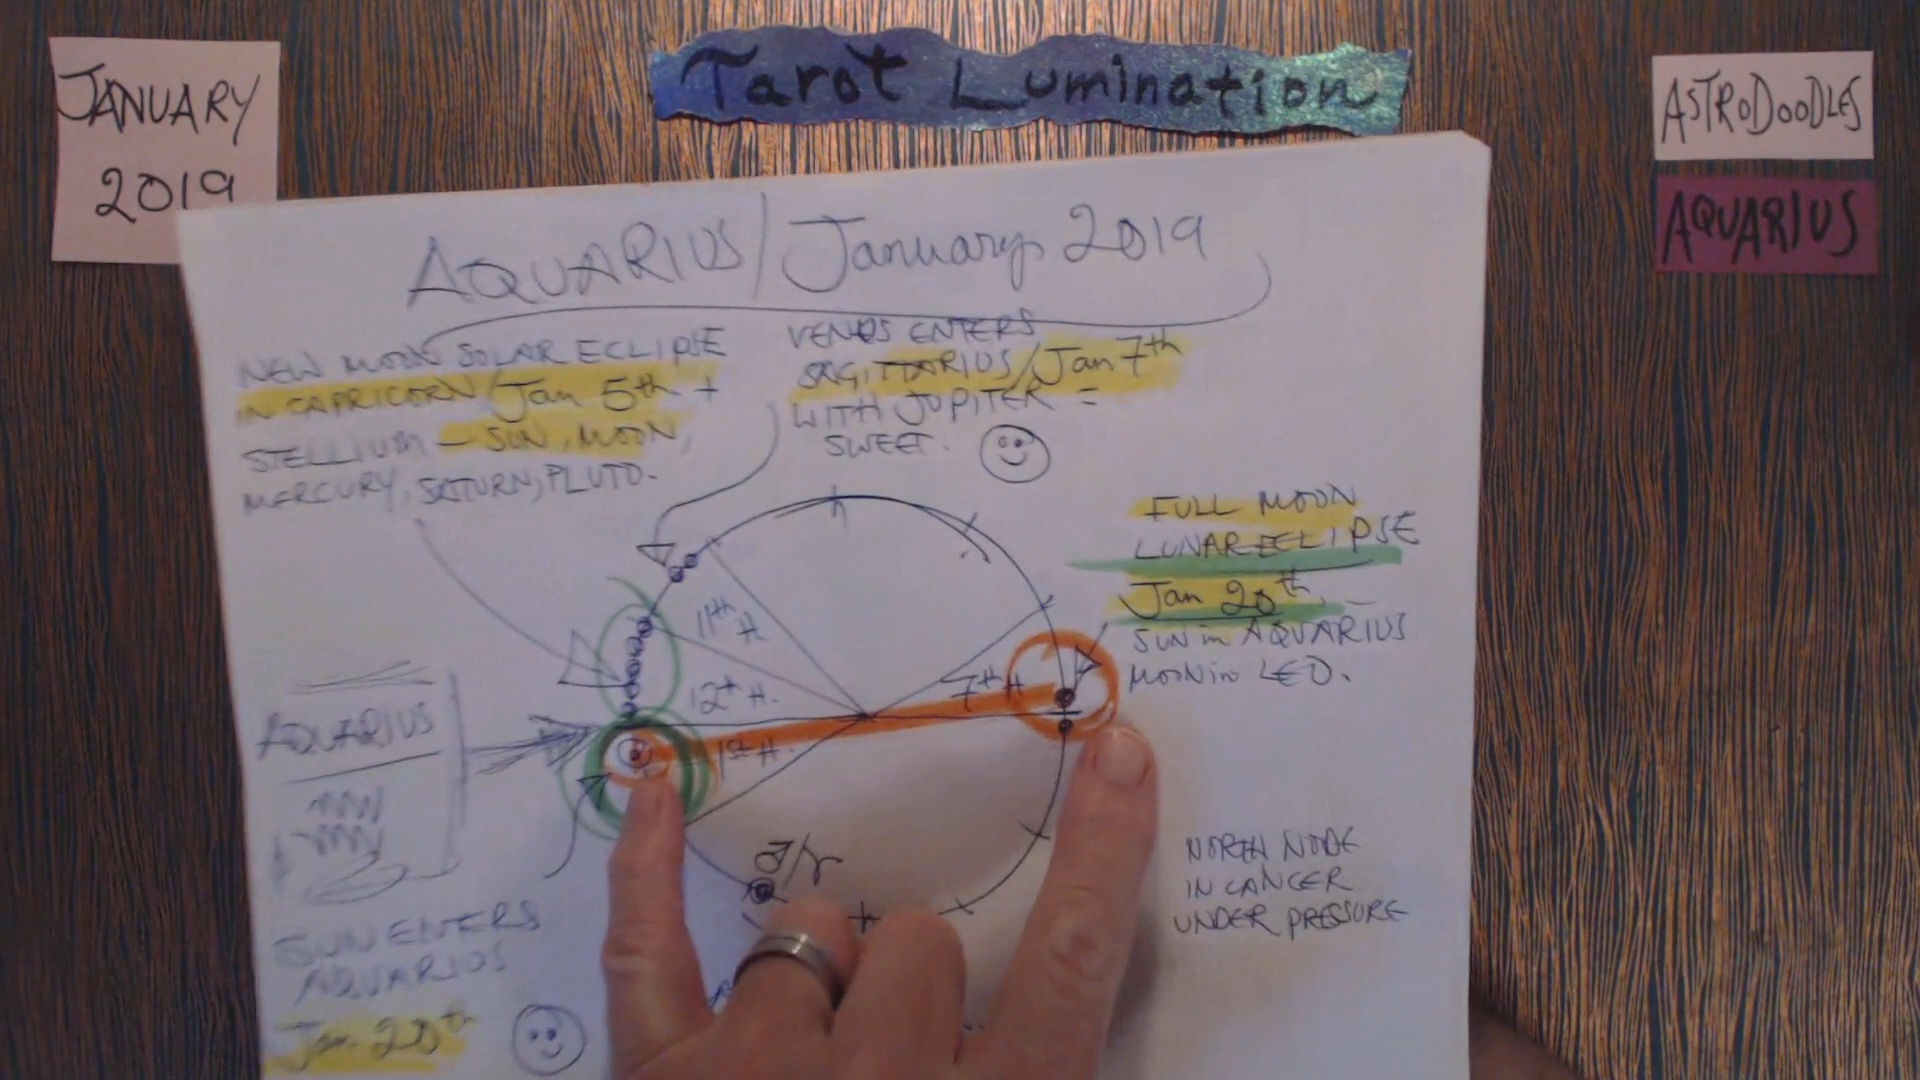 JANUARY
2019
Tarot Lumination
ASTRODOODLES
AQUARIUS
AQUARIUS / January 2019
NEW MOON SOLAR ECLIPSE
IN CAPRICORN / Jan 5th +
STELLIUM — SUN, MOON,
MERCURY, SATURN, PLUTO.
VENUS ENTERS
SAGITTARIUS / Jan 7th
WITH JUPITER =
SWEET.
FULL MOON
LUNAR ECLIPSE
Jan 20th, –
SUN in AQUARIUS
MOON in LEO.
11th H
12th H.
7th H
1st H.
AQUARIUS
♂/♈
NORTH NODE
IN CANCER
UNDER PRESSURE
SUN ENTERS
AQUARIUS
Jan 20th